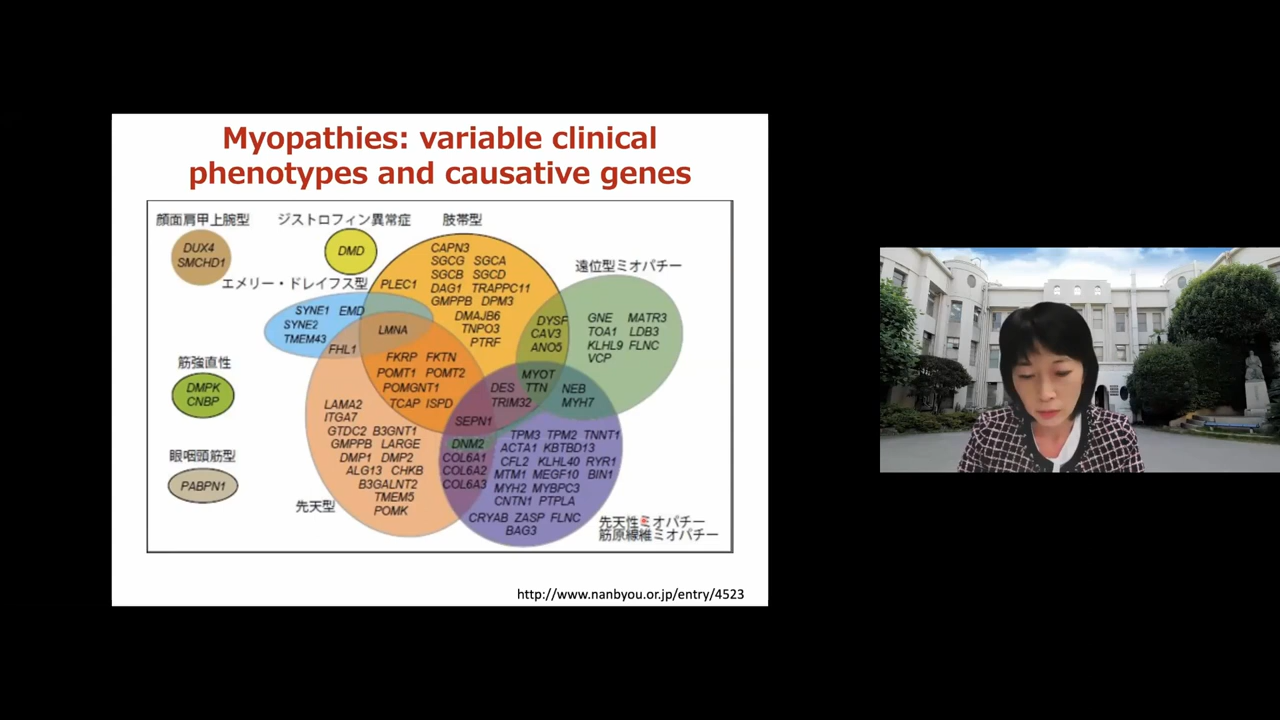 Myopathies: variable clinical
phenotypes and causative genes
顔面肩甲上腕型
DUX4
SMCHD1
ジストロフィン異常症
DMD
肢帯型
CAPN3
SGCG SGCA
SGCB SGCD
DAG1 TRAPPC11
GMPPB DPM3
DMAJB6
TNPO3
PTRF
PLEC1
エメリー・ドレイフス型
SYNE1 EMD
SYNE2
TMEM43
FHL1
LMNA
遠位型ミオパチー
DYSF
CAV3
ANO5
GNE MATR3
TOA1 LDB3
KLHL9 FLNC
VCP
筋強直性
DMPK
CNBP
FKRP FKTN
POMT1 POMT2
POMGNT1
TCAP ISPD
MYOT
TTN
DES
TRIM32
NEB
MYH7
SEPN1
眼咽頭筋型
PABPN1
先天型
LAMA2
ITGA7
GTDC2 B3GNT1
GMPPB LARGE
DMP1 DMP2
ALG13 CHKB
B3GALNT2
TMEM5
POMK
DNM2
COL6A1
COL6A2
COL6A3
TPM3 TPM2 TNNT1
ACTA1 KBTBD13
CFL2 KLHL40 RYR1
MTM1 MEGF10 BIN1
MYH2 MYBPC3
CNTN1 PTPLA
CRYAB ZASP FLNC
BAG3
先天性ミオパチー
筋原線維ミオパチー
http://www.nanbyou.or.jp/entry/4523